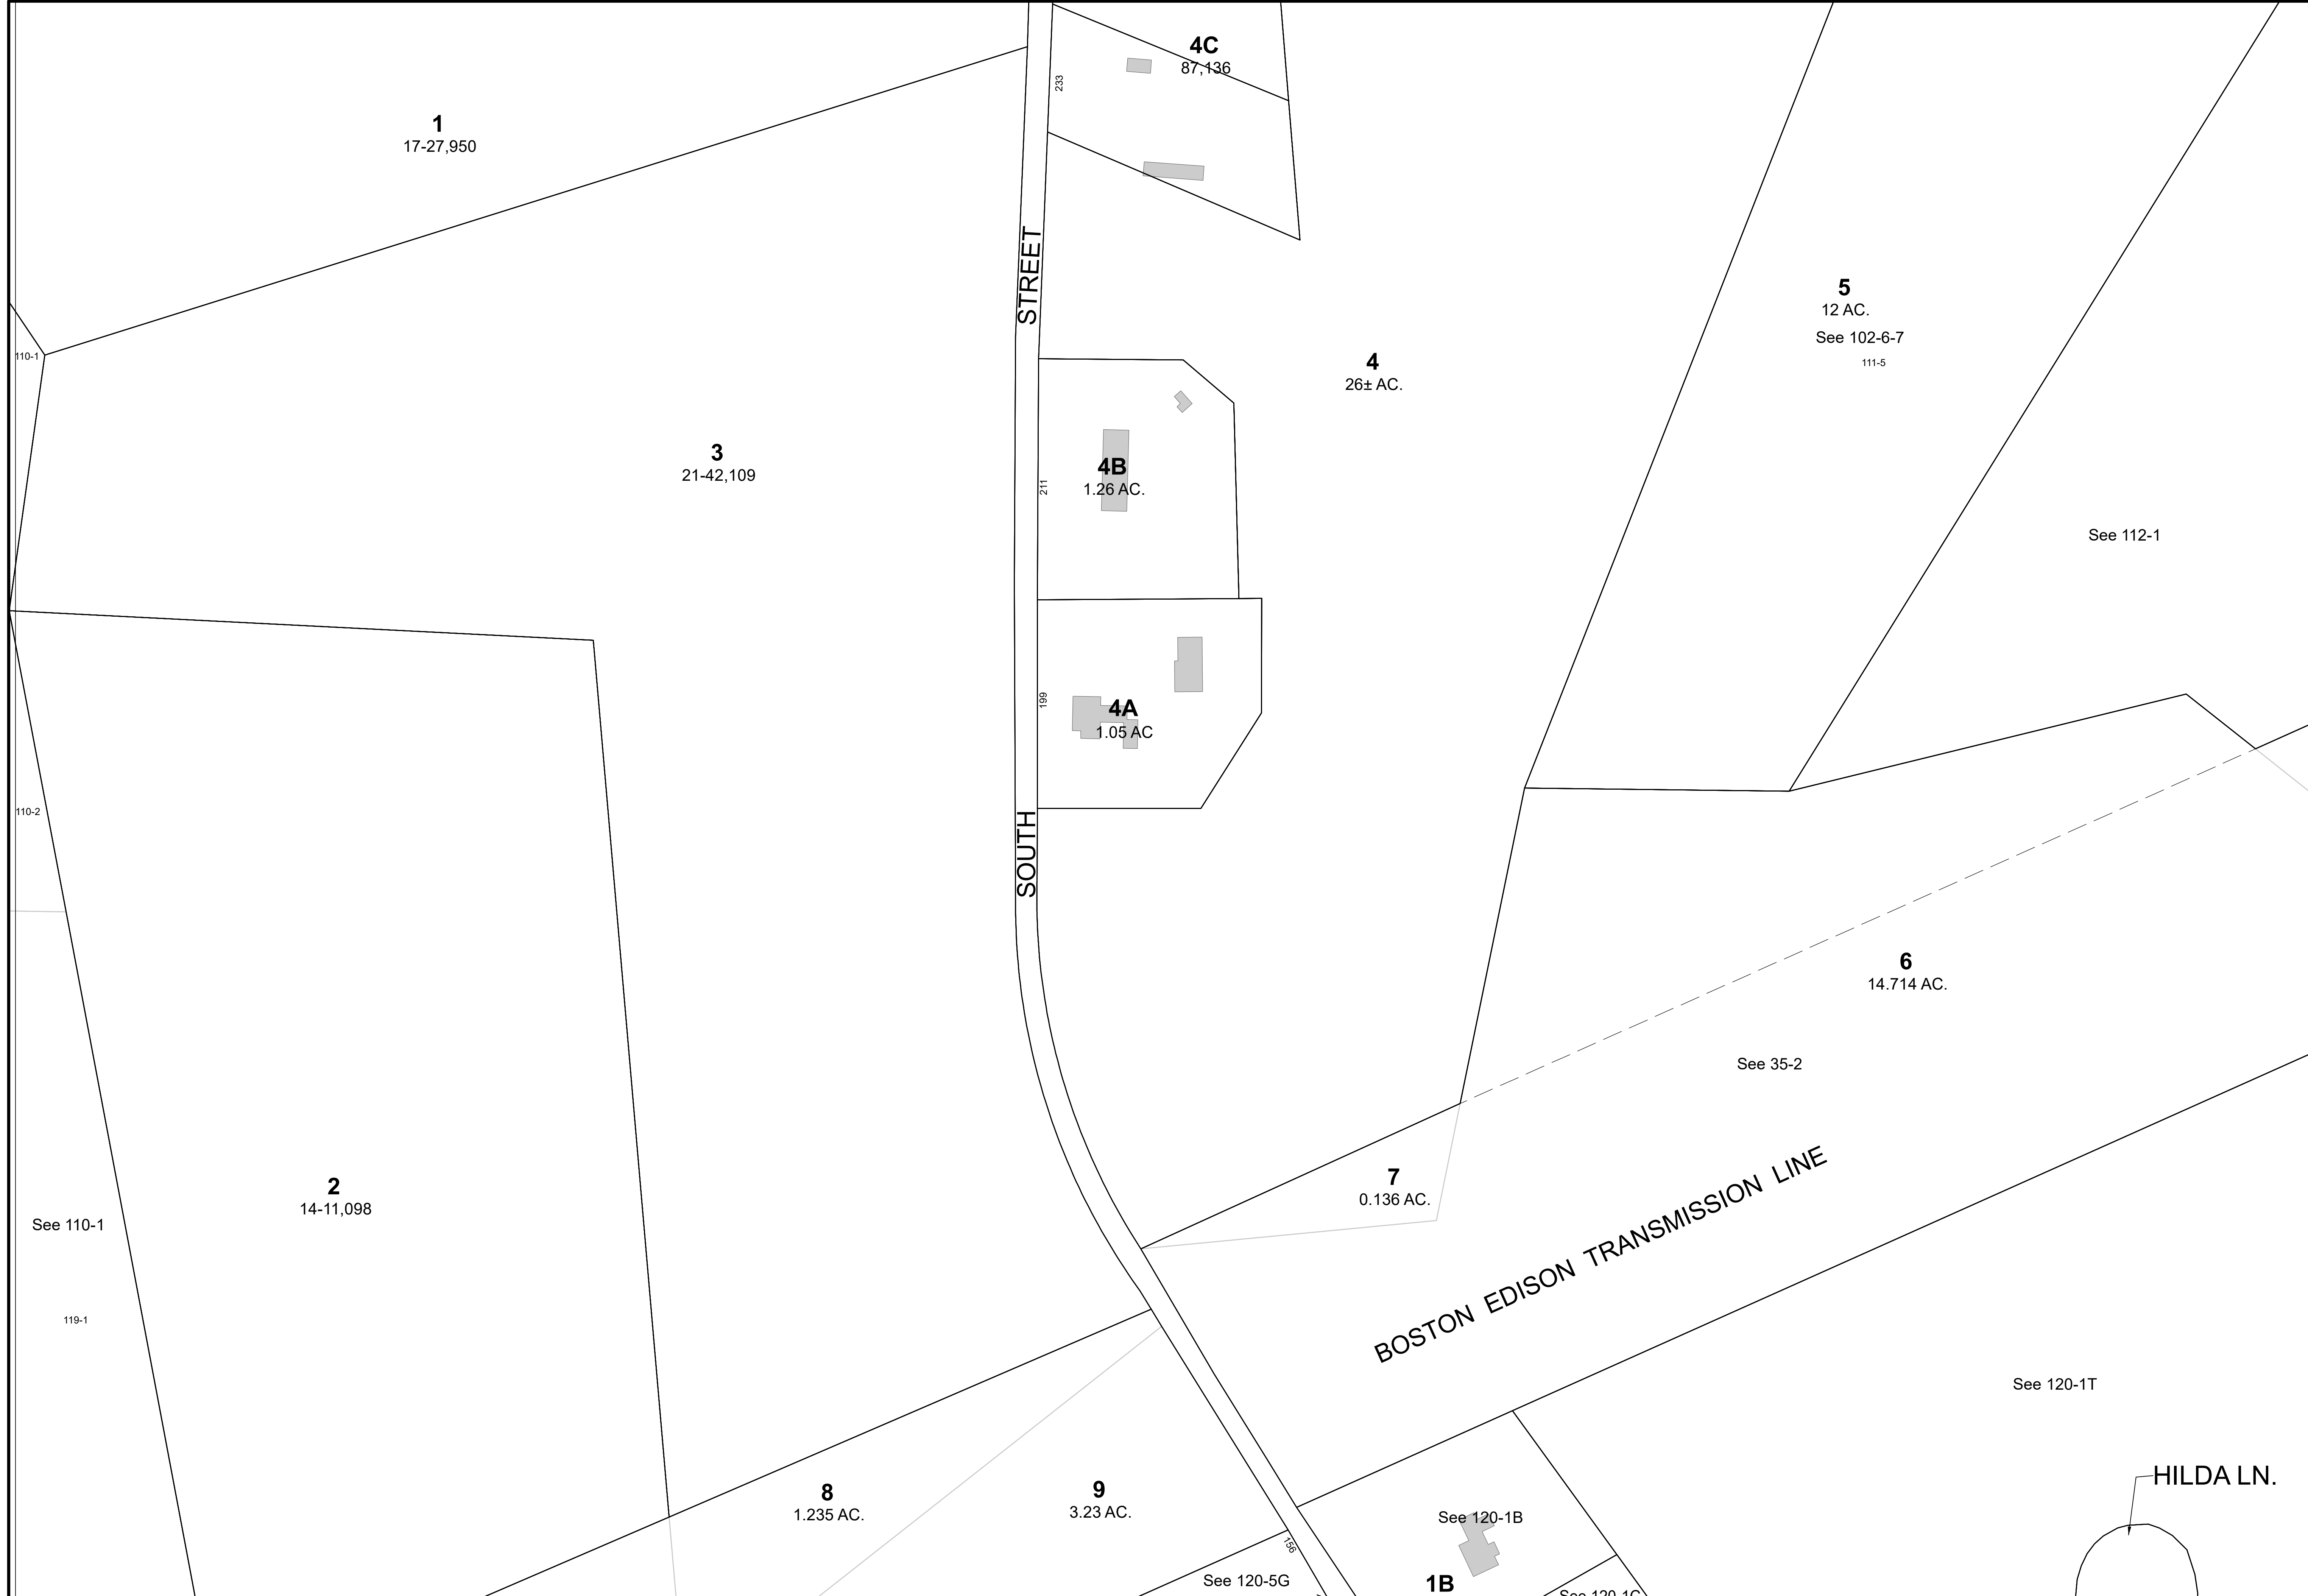 4C
87,136
233
1
17-27,950
STREET
5
12 AC.
See 102-6-7
111-5
110-1
4
26± AC.
3
21-42,109
4B
1.26 AC.
211
See 112-1
199
4A
1.05 AC
110-2
SOUTH
6
14.714 AC.
See 35-2
7
0.136 AC.
2
14-11,098
See 110-1
BOSTON EDISON TRANSMISSION LINE
119-1
See 120-1T
HILDA LN.
8
1.235 AC.
9
3.23 AC.
See 120-1B
156
See 120-5G
1B